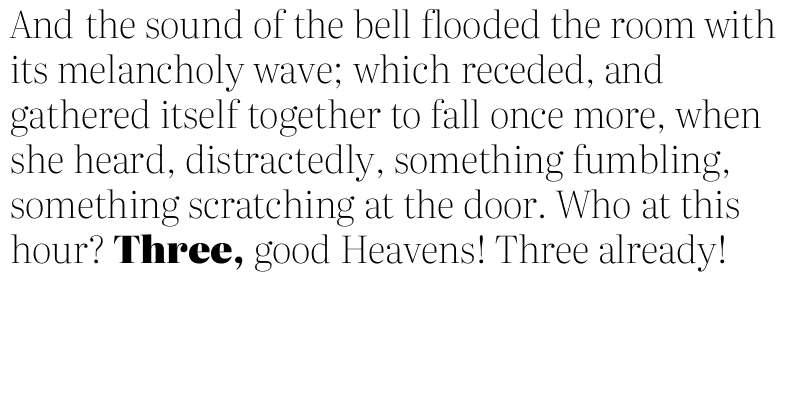 And the sound of the bell flooded the room with
its melancholy wave; which receded, and
gathered itself together to fall once more, when
she heard, distractedly, something fumbling,
something scratching at the door. Who at this
hour? Three, good Heavens! Three already!